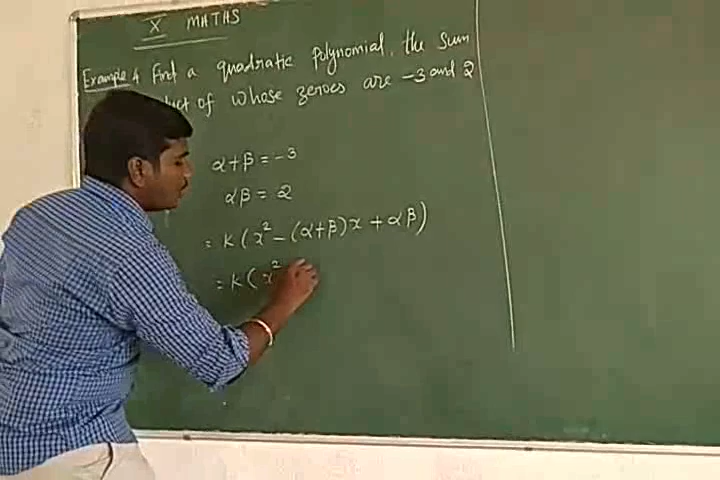 X MATHS
Example 4 Find a quadratic polynomial, the sum
of whose zeroes are -3 and 2
α+β = -3
αβ = 2
= K(x² - (α+β)x + αβ)
= K(x²